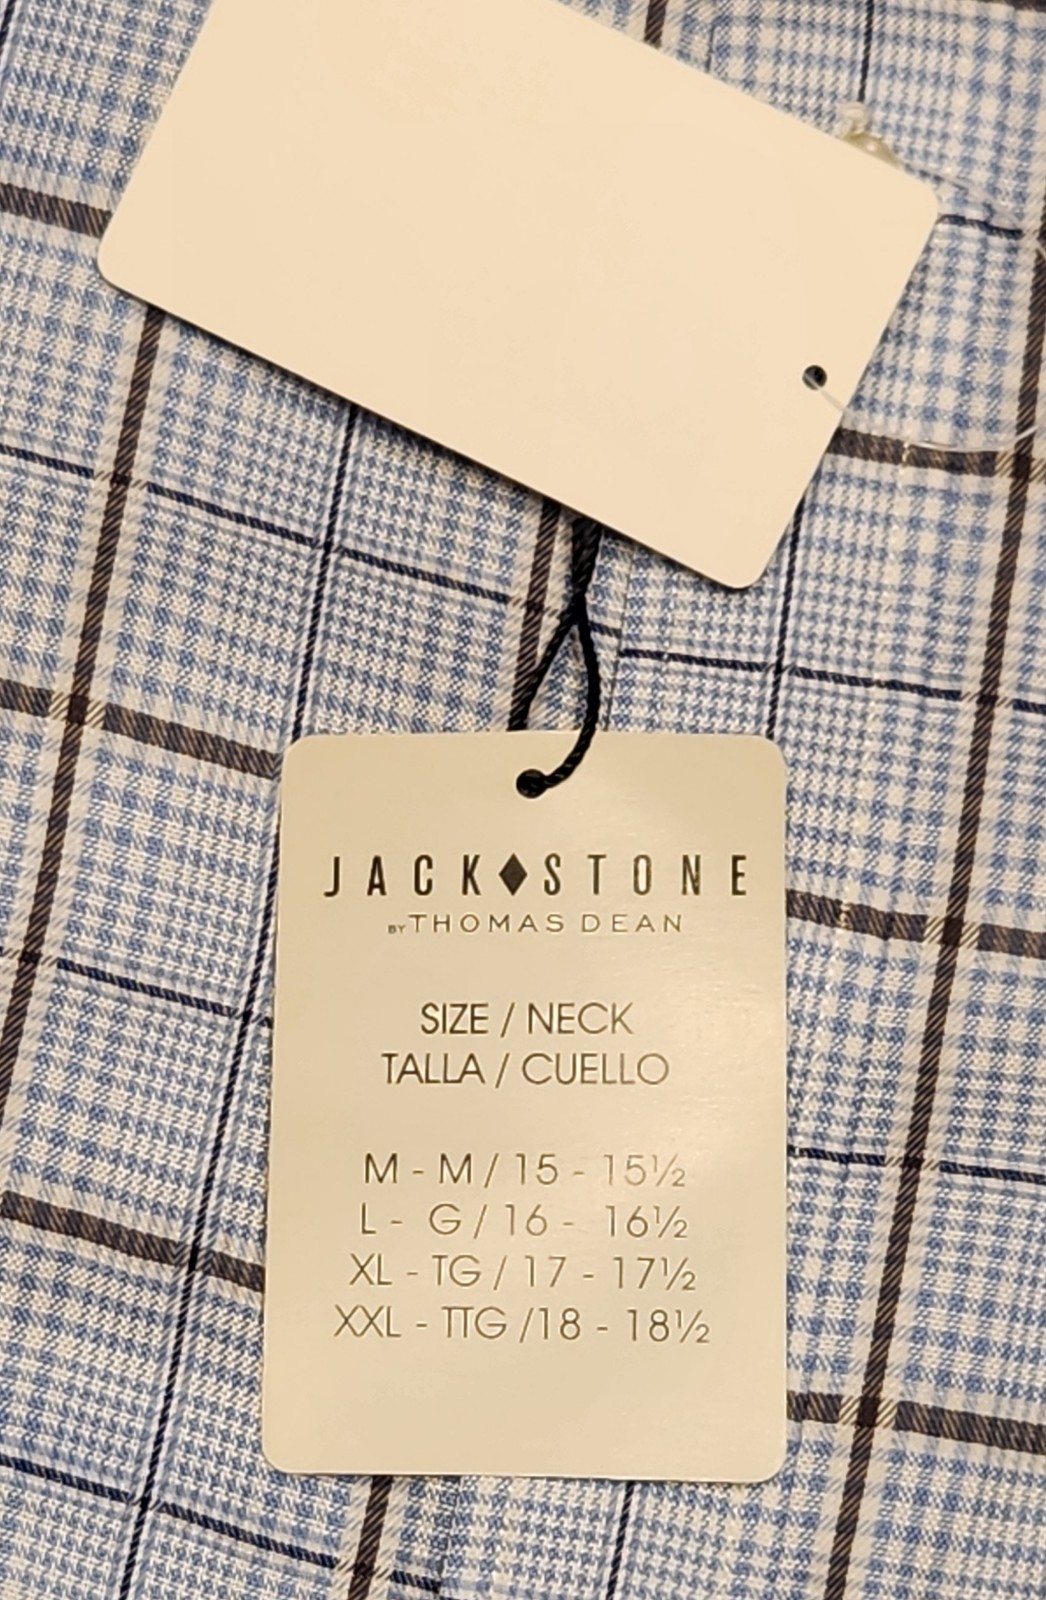 JACK♦STONE
BY THOMAS DEAN
SIZE / NECK
TALLA / CUELLO
M - M / 15 - 15½
L - G / 16 - 16½
XL - TG / 17 - 17½
XXL - TTG /18 - 18½